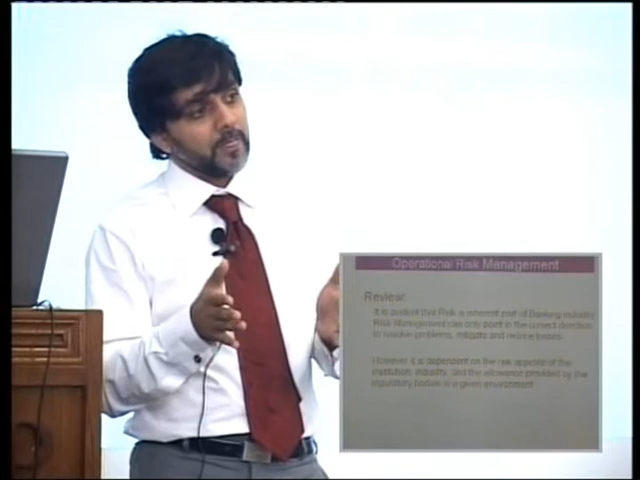 Operational Risk Management
Review:
It is evident that Risk is inherent part of Banking industry
Risk Management can only point in the correct direction
to resolve problems, mitigate and reduce losses.
However it is dependent on the risk appetite of the
institution, industry, and the allowance provided by the
regulatory bodies in a given environment